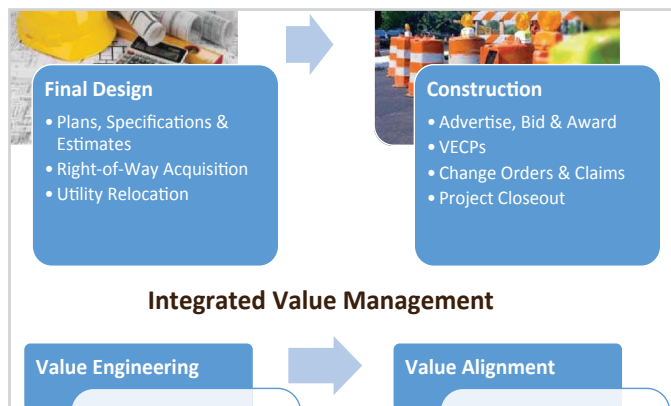 Final Design
• Plans, Specifications &
Estimates
• Right-of-Way Acquisition
• Utility Relocation
Construction
• Advertise, Bid & Award
• VECPs
• Change Orders & Claims
• Project Closeout
Integrated Value Management
Value Engineering
Value Alignment